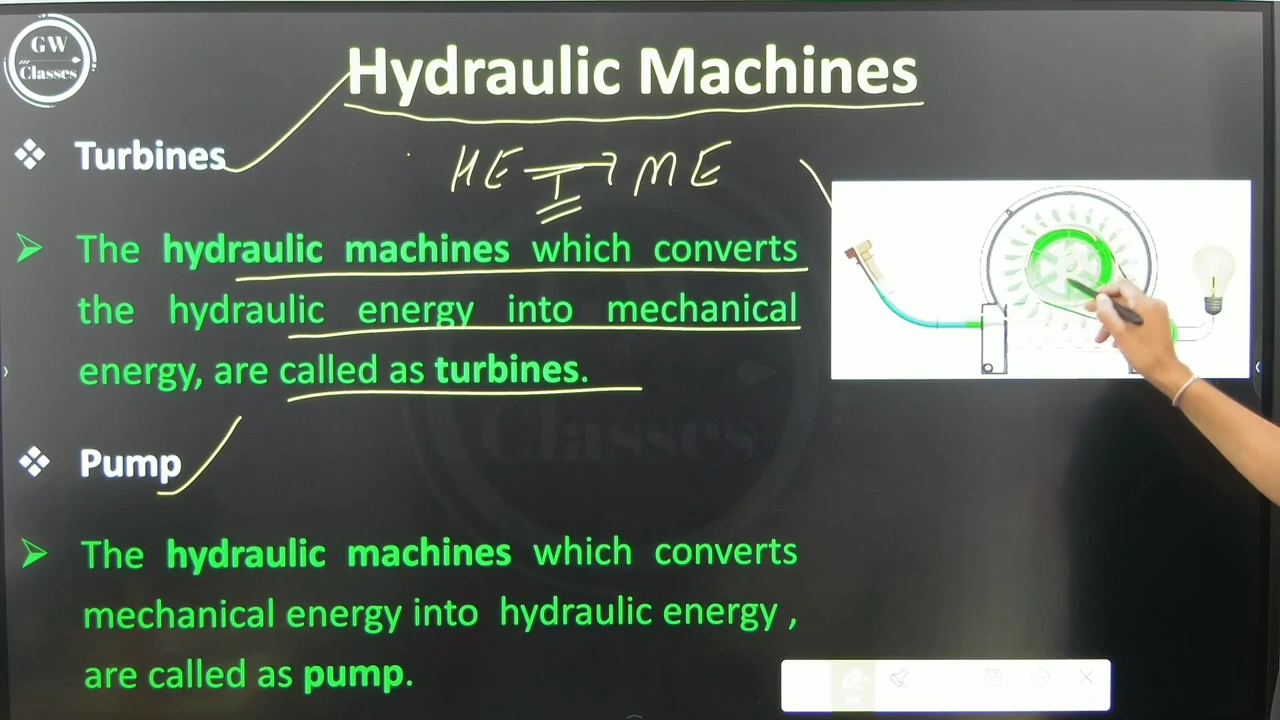 GW
Classes
Hydraulic Machines
❖ Turbines
HE → ME
T
➢ The hydraulic machines which converts
the hydraulic energy into mechanical
energy, are called as turbines.
Classes
❖ Pump
➢ The hydraulic machines which converts
mechanical energy into hydraulic energy ,
are called as pump.